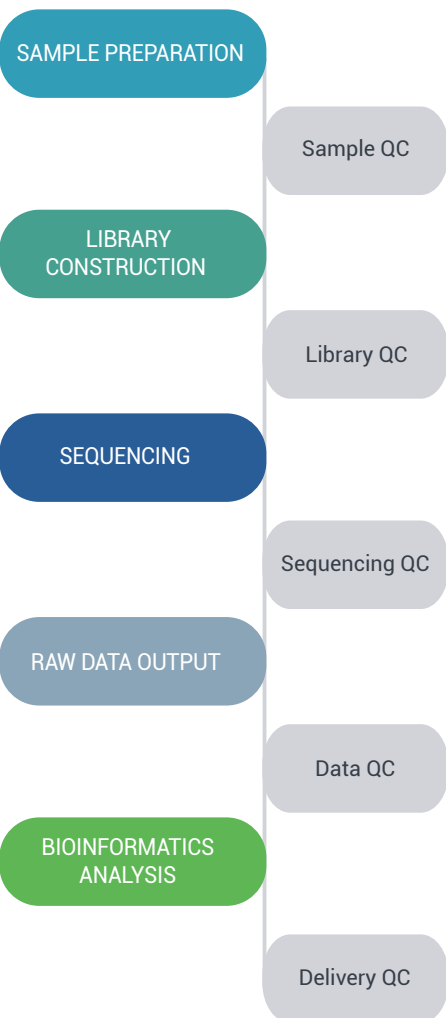 SAMPLE PREPARATION
Sample QC
LIBRARY
CONSTRUCTION
Library QC
SEQUENCING
Sequencing QC
RAW DATA OUTPUT
Data QC
BIOINFORMATICS
ANALYSIS
Delivery QC